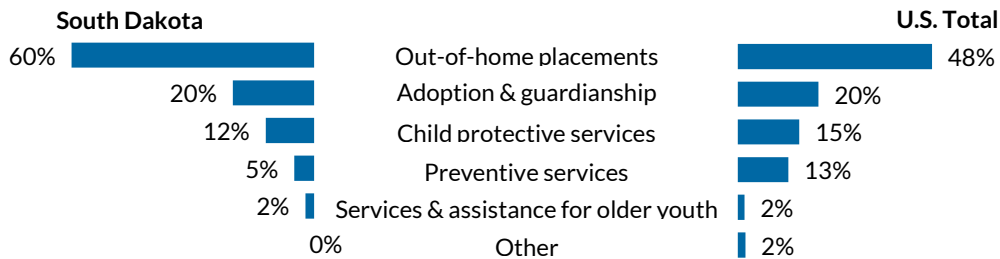 South Dakota U.S. Total
60% Out-of-home placements 48%
20% Adoption & guardianship 20%
12% Child protective services 15%
5% Preventive services 13%
2% Services & assistance for older youth 2%
0% Other 2%